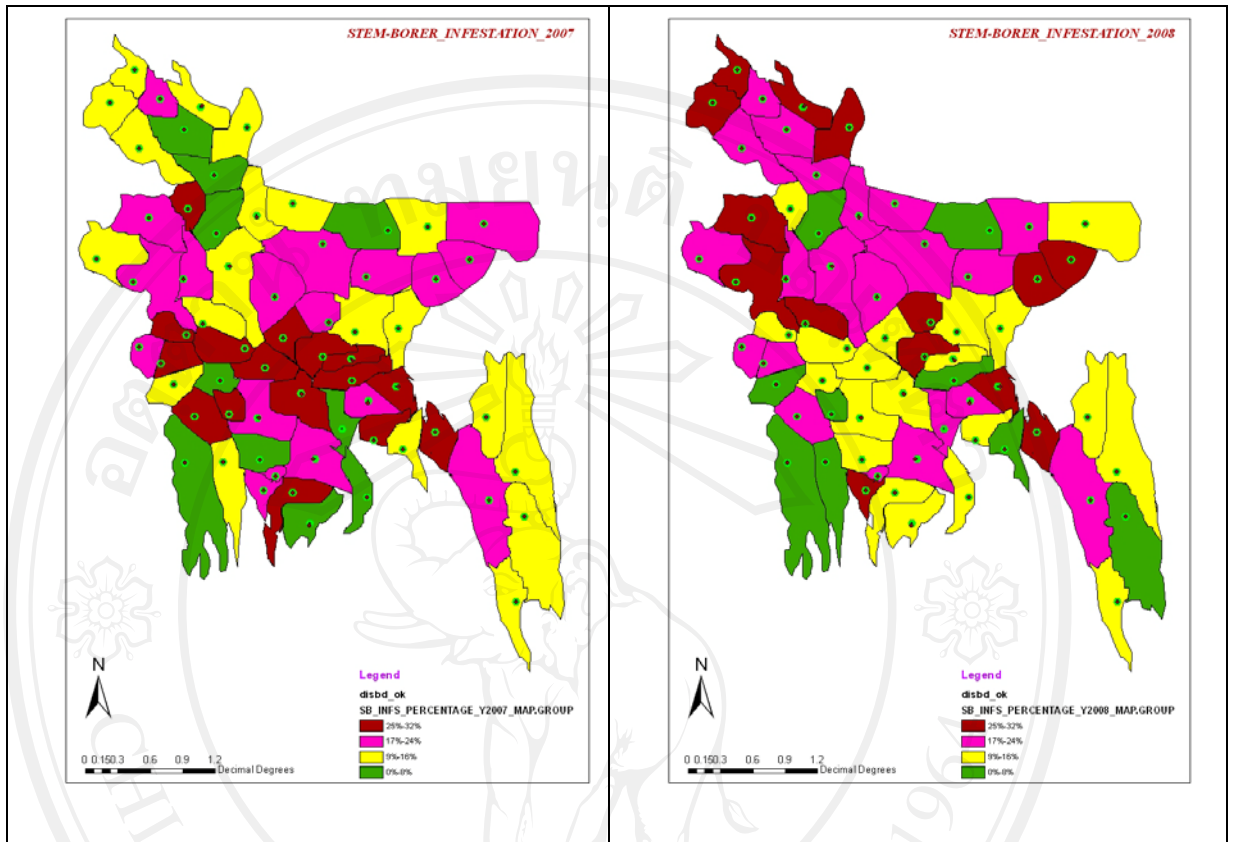 STEM-BORER_INFESTATION_2007
N
0 0.150.3 0.6 0.9 1.2
Decimal Degrees
Legend
disbd_ok
SB_INFS_PERCENTAGE_Y2007_MAP.GROUP
25%-32%
17%-24%
9%-16%
0%-8%
STEM-BORER_INFESTATION_2008
N
0 0.150.3 0.6 0.9 1.2
Decimal Degrees
Legend
disbd_ok
SB_INFS_PERCENTAGE_Y2008_MAP.GROUP
25%-32%
17%-24%
9%-16%
0%-8%
1964